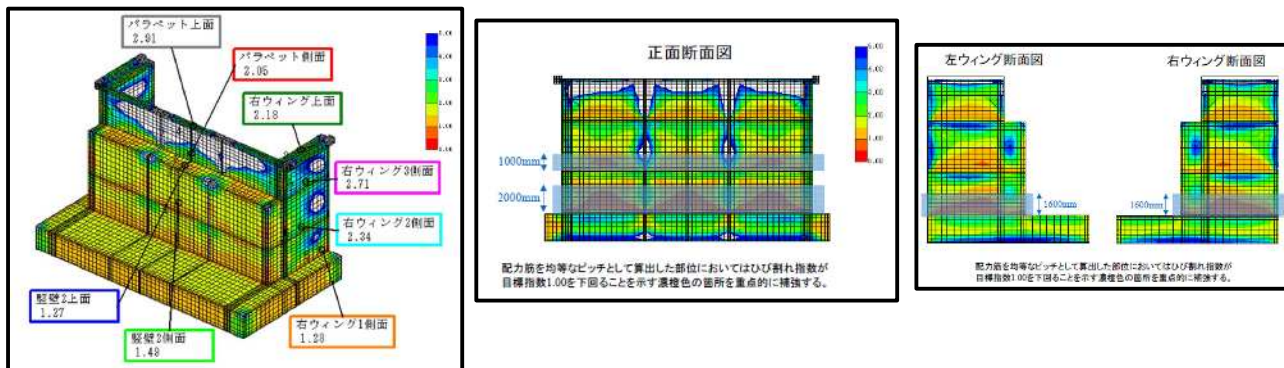 パラペット上面
2.91
パラペット側面
2.05
右ウィング上面
2.18
右ウィング3側面
2.71
右ウィング2側面
2.34
右ウィング1側面
1.28
竪壁2上面
1.27
竪壁2側面
1.49
正面断面図
1000mm
2000mm
配力筋を均等なピッチとして算出した部位においてはひび割れ指数が
目標指数1.00を下回ることを示す濃橙色の箇所を重点的に補強する。
左ウィング断面図
右ウィング断面図
1600mm
1600mm
配力筋を均等なピッチとして算出した部位においてはひび割れ指数が
目標指数1.00を下回ることを示す濃橙色の箇所を重点的に補強する。